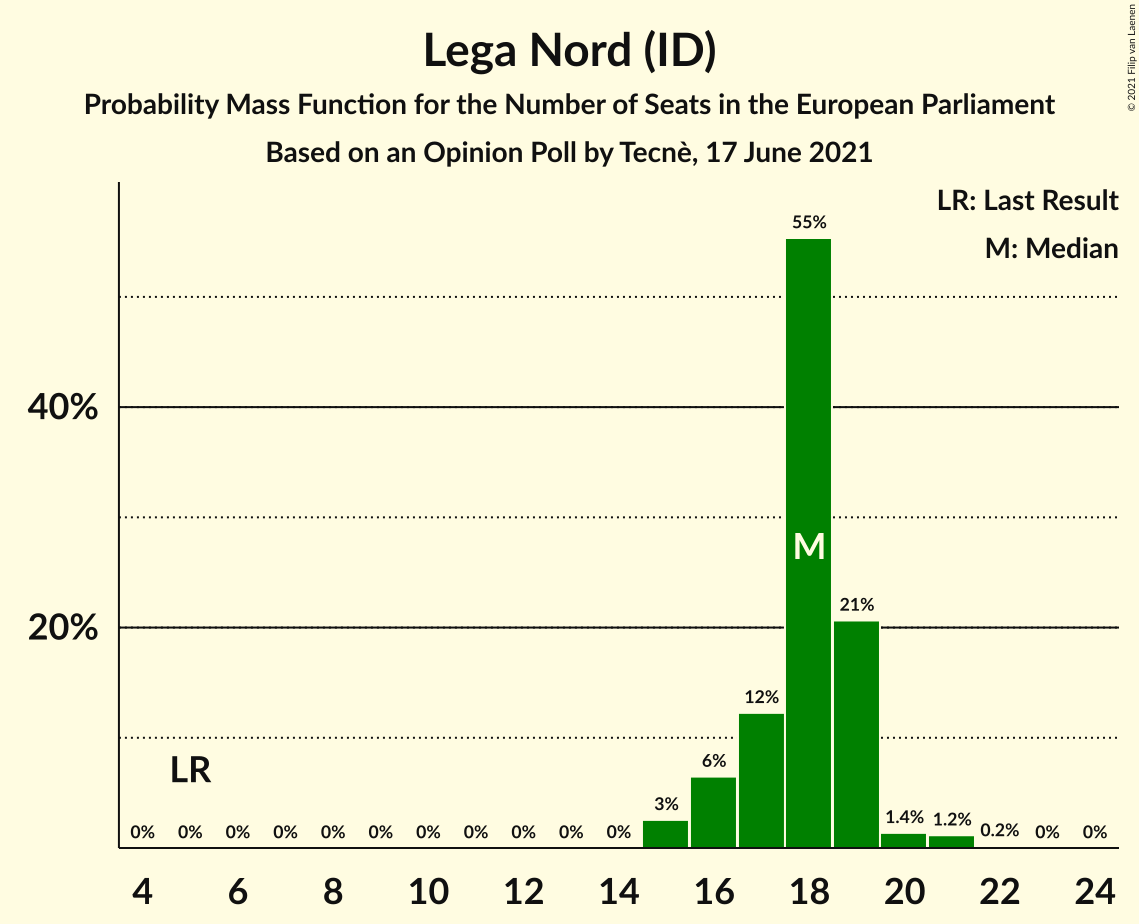 Lega Nord (ID)
Probability Mass Function for the Number of Seats in the European Parliament
Based on an Opinion Poll by Tecnè, 17 June 2021
© 2021 Filip van Laenen
LR: Last Result
M: Median
55%
40%
M
21%
20%
12%
LR
6%
3%
0% 0% 0% 0% 0% 0% 0% 0% 0% 0% 0% 1.4% 1.2% 0.2% 0% 0%
4 6 8 10 12 14 16 18 20 22 24